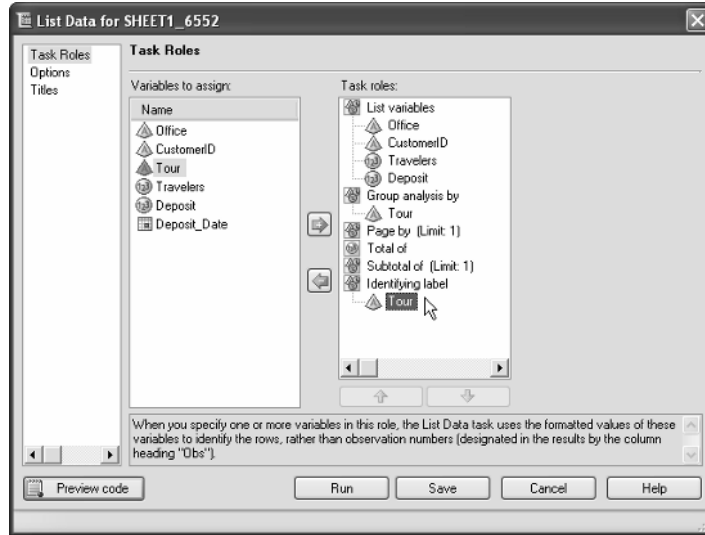 List Data for SHEET1_6552
Task Roles
Options
Titles
Task Roles
Variables to assign:
Name
Office
CustomerID
Tour
Travelers
Deposit
Deposit_Date
Task roles:
List variables
Office
CustomerID
Travelers
Deposit
Group analysis by
Tour
Page by (Limit: 1)
Total of
Subtotal of (Limit: 1)
Identifying label
Tour
When you specify one or more variables in this role, the List Data task uses the formatted values of these
variables to identify the rows, rather than observation numbers (designated in the results by the column
heading "Obs").
Preview code
Run
Save
Cancel
Help